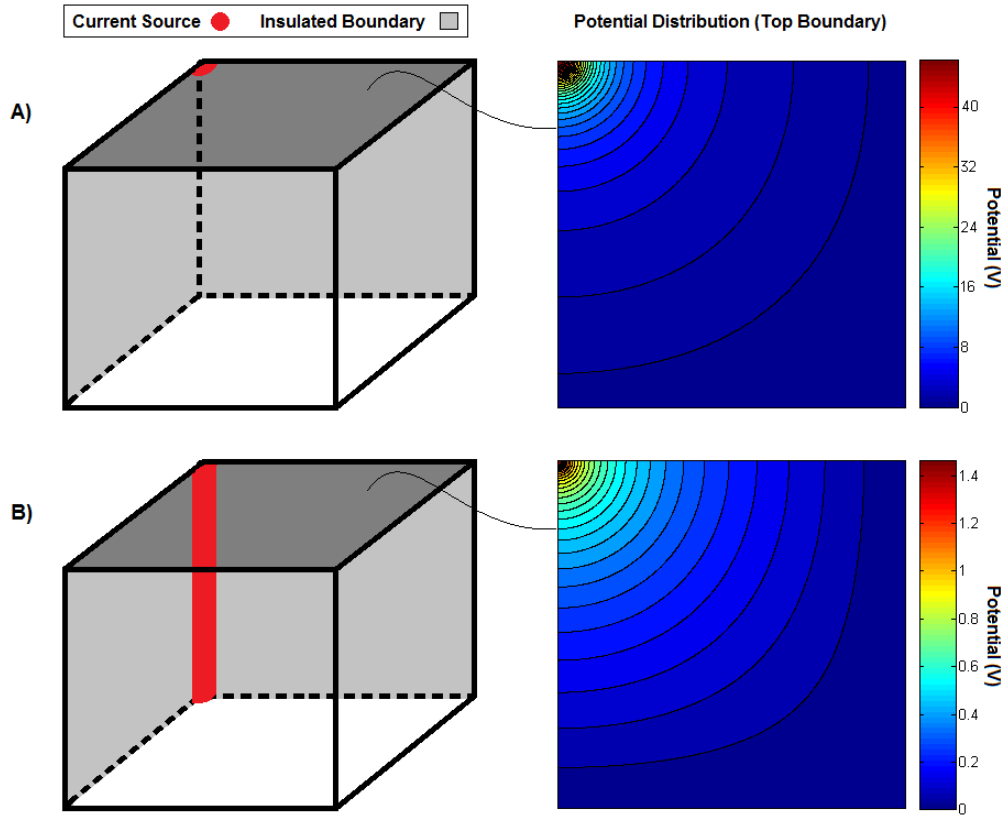 Current Source Insulated Boundary
Potential Distribution (Top Boundary)
A)
40
32
24
16
8
0
Potential (V)
B)
1.4
1.2
1
0.8
0.6
0.4
0.2
0
Potential (V)